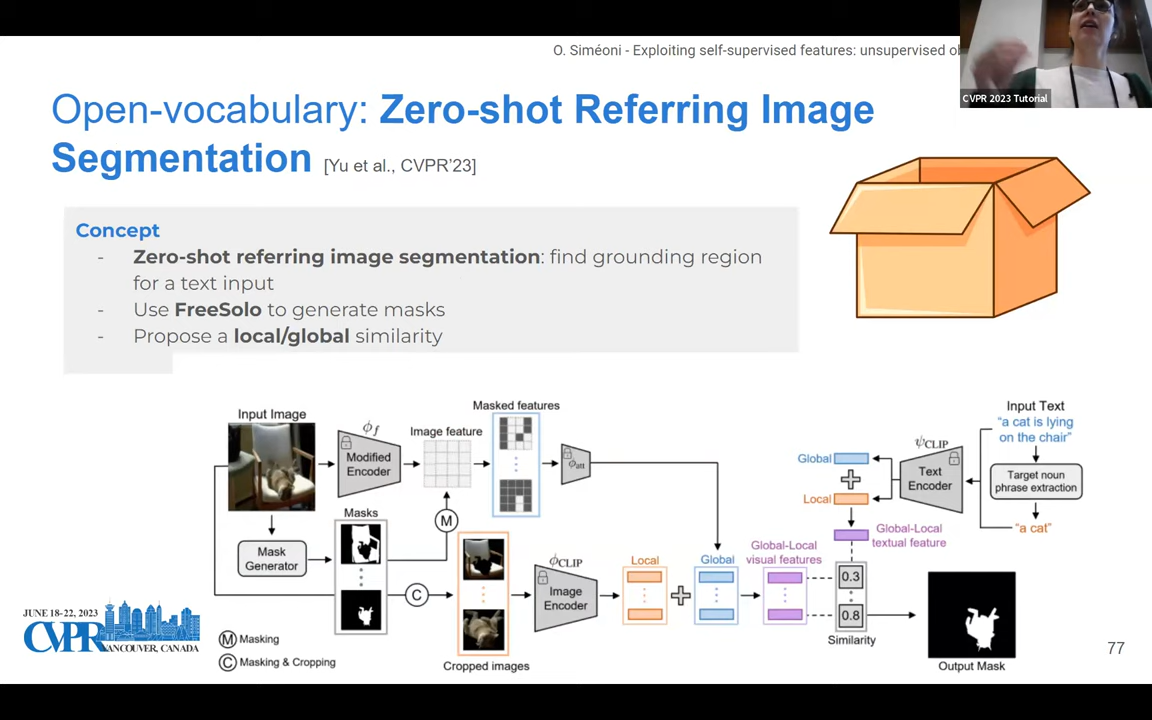 O. Siméoni - Exploiting self-supervised features: unsupervised
CVPR 2023 Tutorial
Open-vocabulary: Zero-shot Referring Image
Segmentation [Yu et al., CVPR'23]
Concept
- Zero-shot referring image segmentation: find grounding region
for a text input
- Use FreeSolo to generate masks
- Propose a local/global similarity
Input Image
ϕf
Modified
Encoder
Image feature
Masked features
ϕatt
Mask
Generator
Masks
M
C
Cropped images
ϕCLIP
Image
Encoder
Local
Global
Global-Local
visual features
Input Text
"a cat is lying
on the chair"
Target noun
phrase extraction
"a cat"
ψCLIP
Text
Encoder
Global
Local
Global-Local
textual feature
0.3
0.8
Similarity
Output Mask
M Masking
C Masking & Cropping
JUNE 18-22, 2023
CVPR
VANCOUVER, CANADA
77